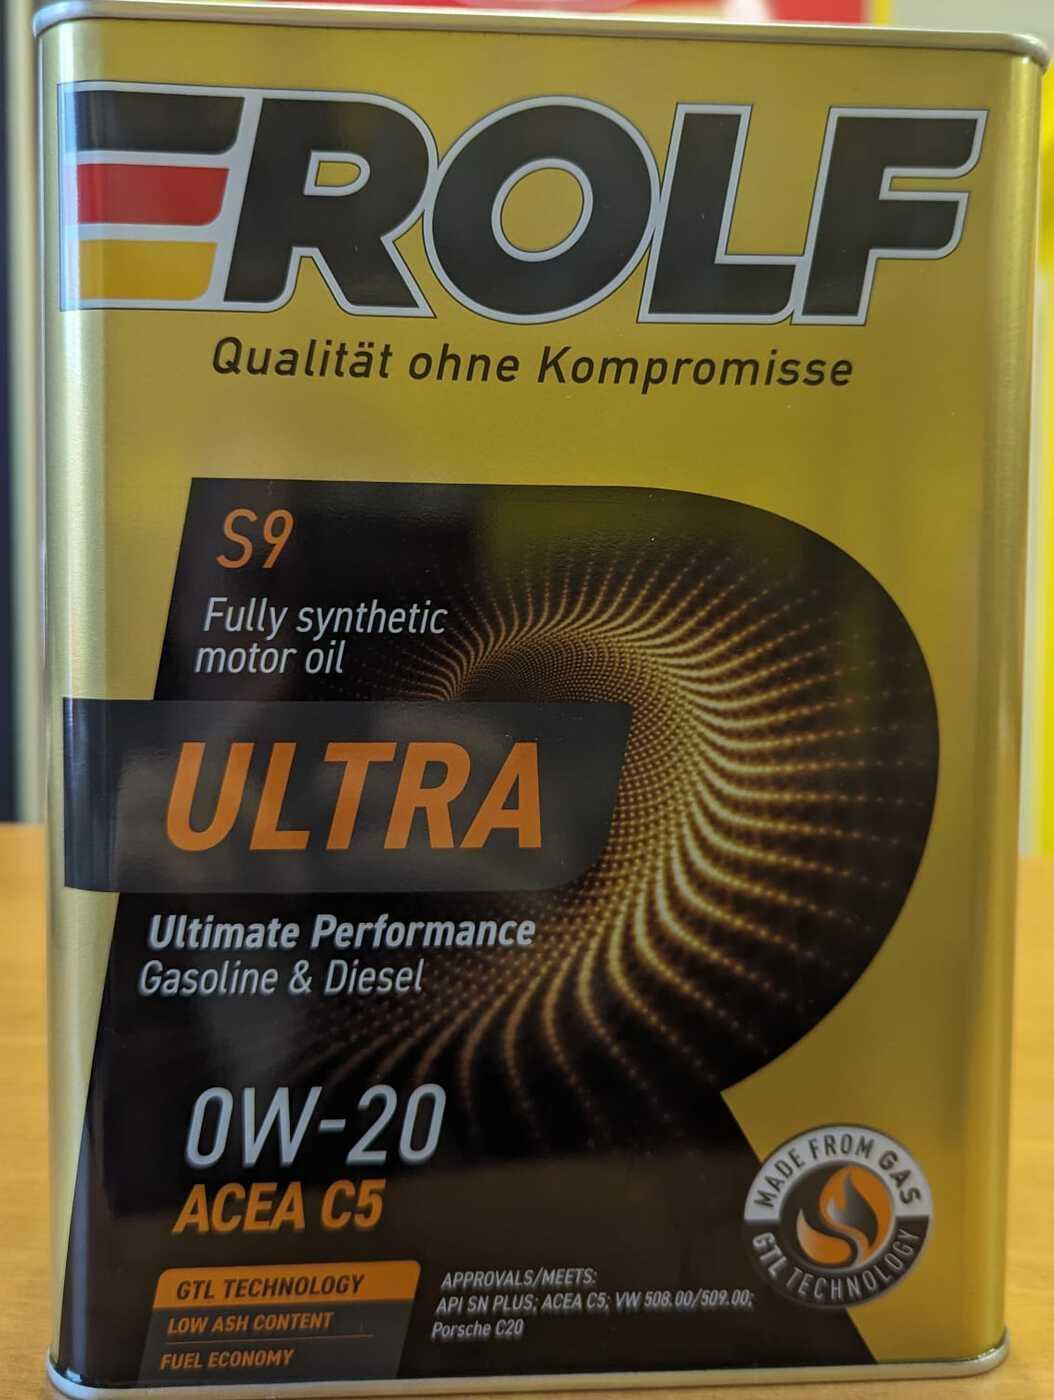 ROLF
Qualität ohne Kompromisse
S9
Fully synthetic
motor oil
ULTRA
Ultimate Performance
Gasoline & Diesel
0W-20
ACEA C5
GTL TECHNOLOGY
LOW ASH CONTENT
FUEL ECONOMY
APPROVALS/MEETS:
API SN PLUS; ACEA C5; VW 508.00/509.00;
Porsche C20
MADE FROM GAS
GTL TECHNOLOGY